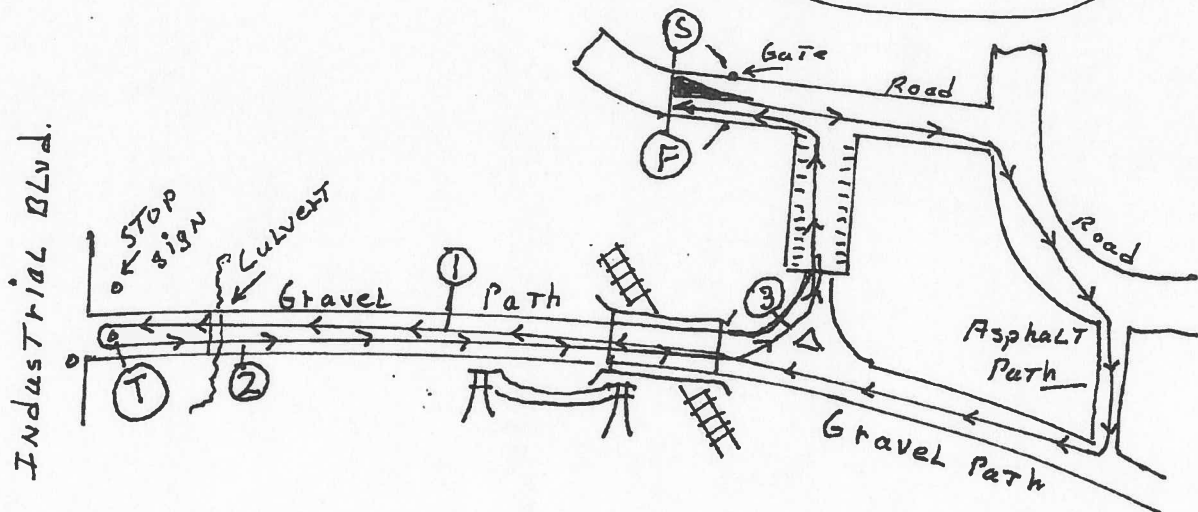 S
Gate
Road
F
Industrial Blvd.
STOP
sign
Culvert
1
Gravel Path
3
Road
Asphalt
Path
T
2
Gravel Path